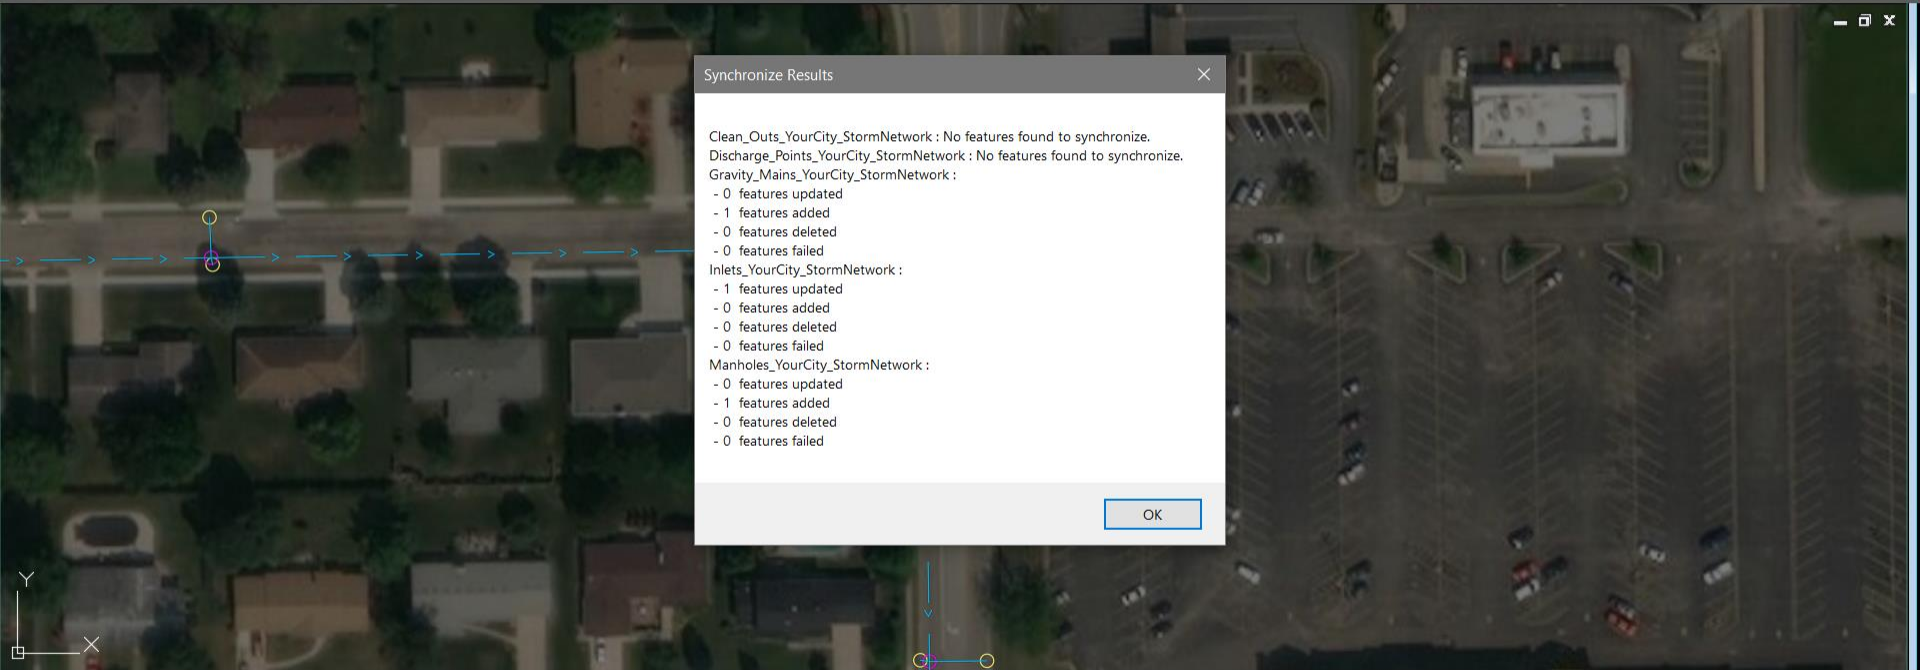 Synchronize Results
Clean_Outs_YourCity_StormNetwork : No features found to synchronize.
Discharge_Points_YourCity_StormNetwork : No features found to synchronize.
Gravity_Mains_YourCity_StormNetwork :
- 0 features updated
- 1 features added
- 0 features deleted
- 0 features failed
Inlets_YourCity_StormNetwork :
- 1 features updated
- 0 features added
- 0 features deleted
- 0 features failed
Manholes_YourCity_StormNetwork :
- 0 features updated
- 1 features added
- 0 features deleted
- 0 features failed
OK
Y
X